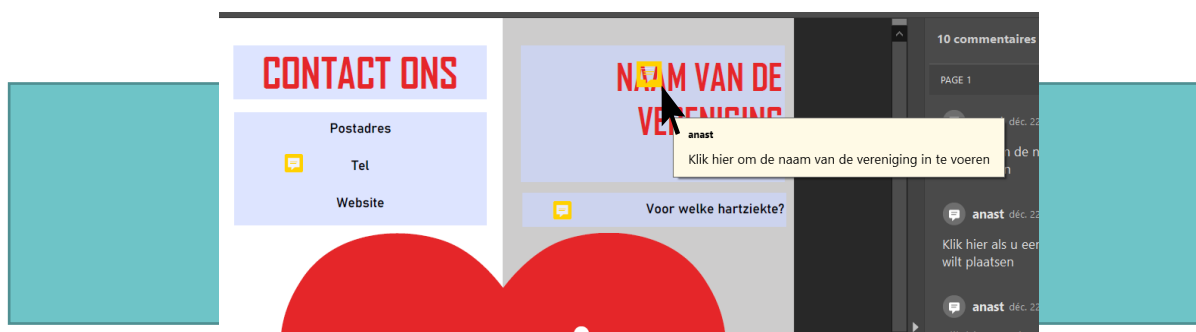 CONTACT ONS
Postadres
Tel
Website
NAAM VAN DE
VERENIGING
anast
Klik hier om de naam van de vereniging in te voeren
Voor welke hartziekte?
10 commentaires
PAGE 1
déc. 22
n de n
n
anast déc. 22
Klik hier als u eer
wilt plaatsen
anast déc. 22